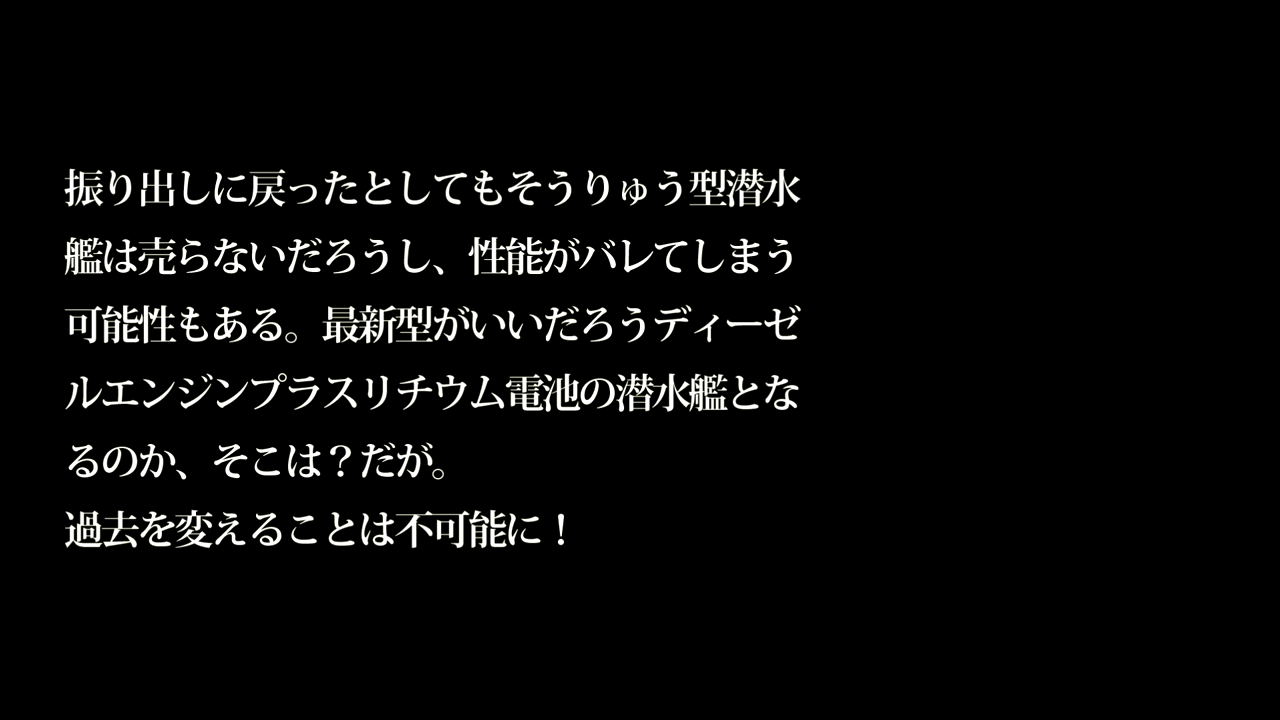 振り出しに戻ったとしてもそうりゅう型潜水
艦は売らないだろうし、性能がバレてしまう
可能性もある。最新型がいいだろうディーゼ
ルエンジンプラスリチウム電池の潜水艦とな
るのか、そこは？だが。
過去を変えることは不可能に！